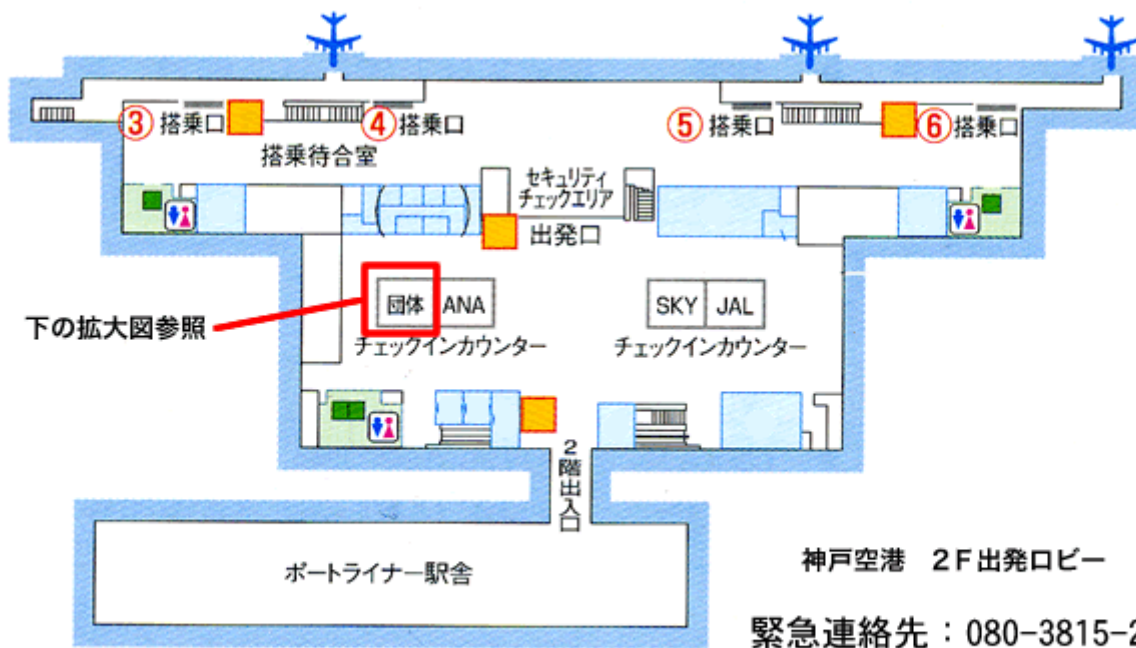 ③搭乗口
④搭乗口
⑤搭乗口
⑥搭乗口
搭乗待合室
セキュリティ
チェックエリア
出発口
団体
ANA
SKY
JAL
下の拡大図参照
チェックインカウンター
チェックインカウンター
2階出入口
ポートライナー駅舎
神戸空港 2F出発ロビー
緊急連絡先：080-3815-2